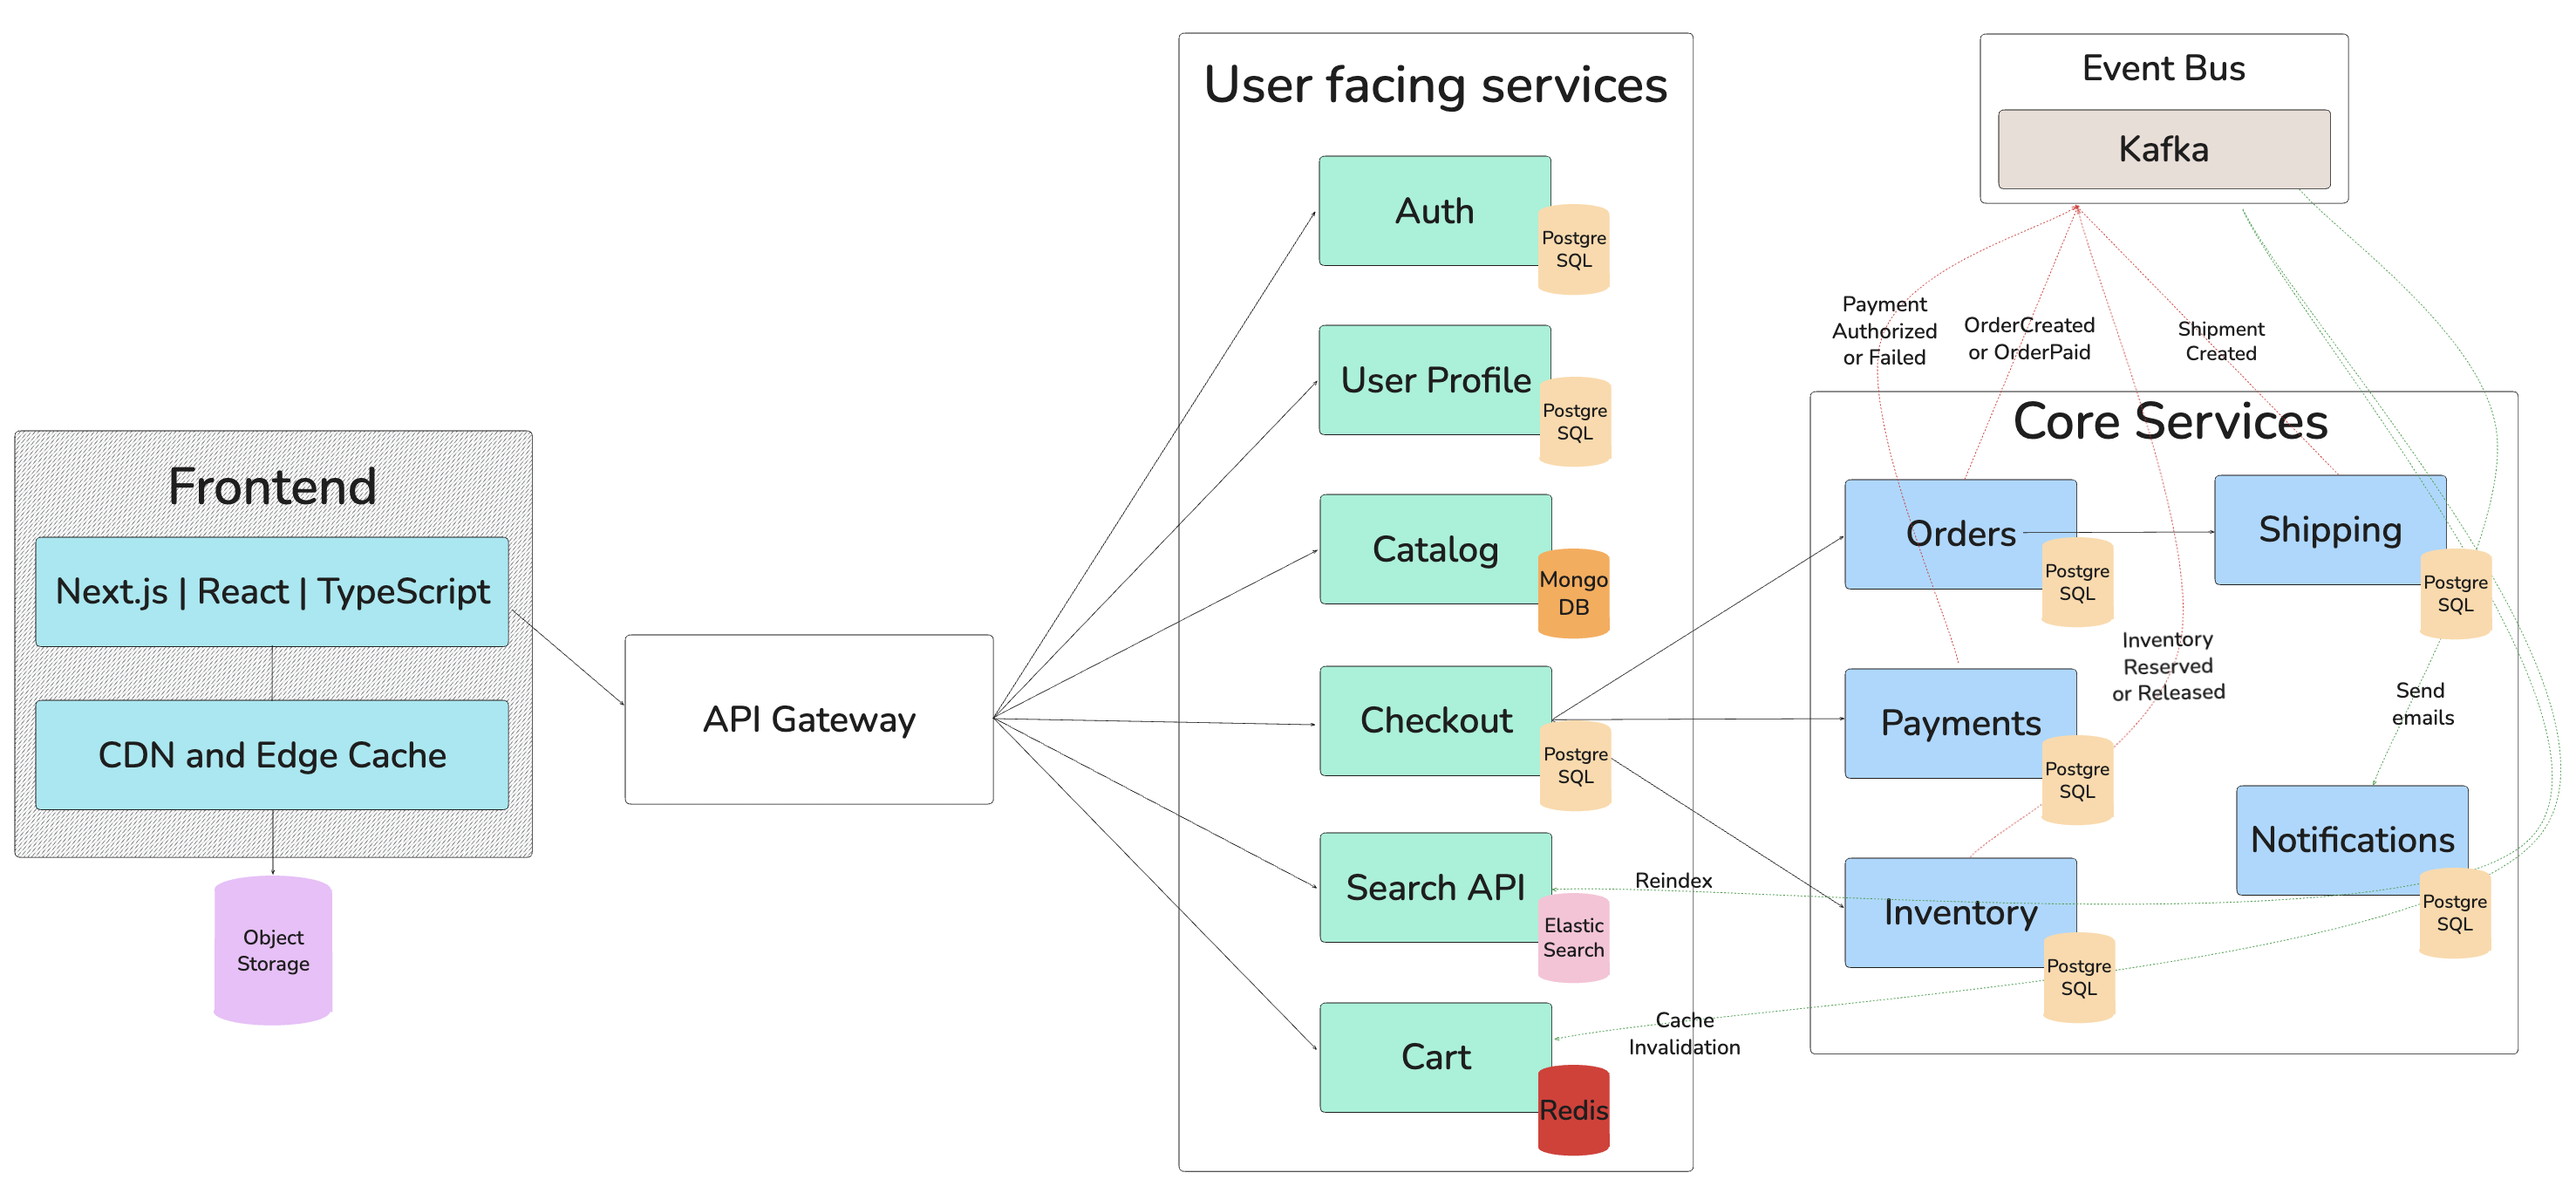 Frontend
Next.js | React | TypeScript
CDN and Edge Cache
Object
Storage
API Gateway
User facing services
Auth
Postgre
SQL
User Profile
Postgre
SQL
Catalog
Mongo
DB
Checkout
Postgre
SQL
Search API
Elastic
Search
Cart
Redis
Reindex
Cache
Invalidation
Event Bus
Kafka
Payment
Authorized
or Failed
OrderCreated
or OrderPaid
Shipment
Created
Core Services
Orders
Postgre
SQL
Shipping
Postgre
SQL
Inventory
Reserved
or Released
Send
emails
Payments
Postgre
SQL
Notifications
Postgre
SQL
Inventory
Postgre
SQL